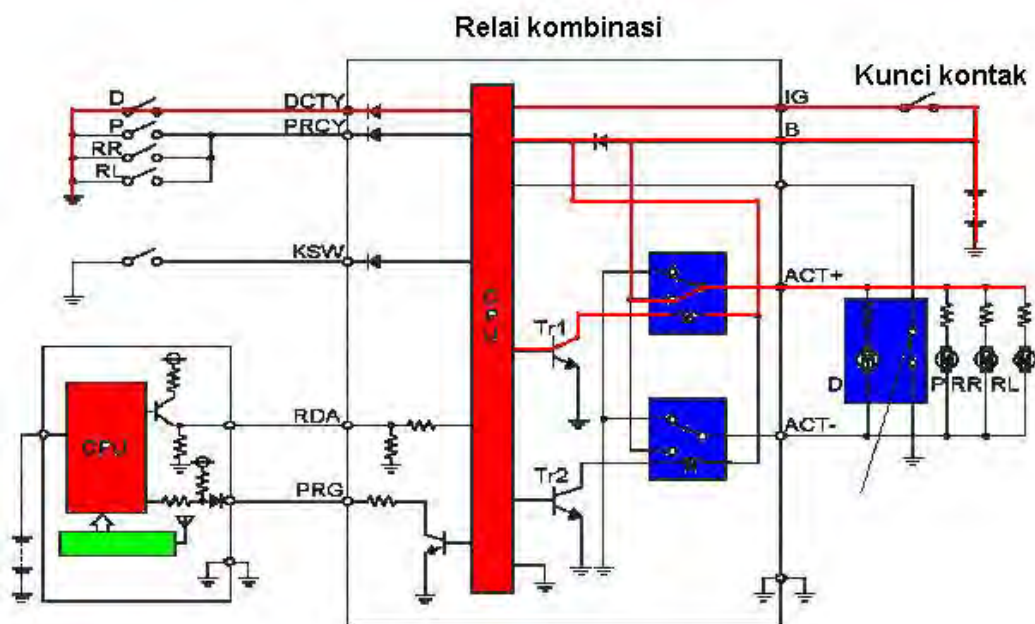 Relai kombinasi
Kunci kontak
D
DCTY
IG
P
PRCY
B
RR
RL
KSW
ACT+
Tr1
D
P
RR
RL
CPU
RDA
ACT-
Tr2
PRG